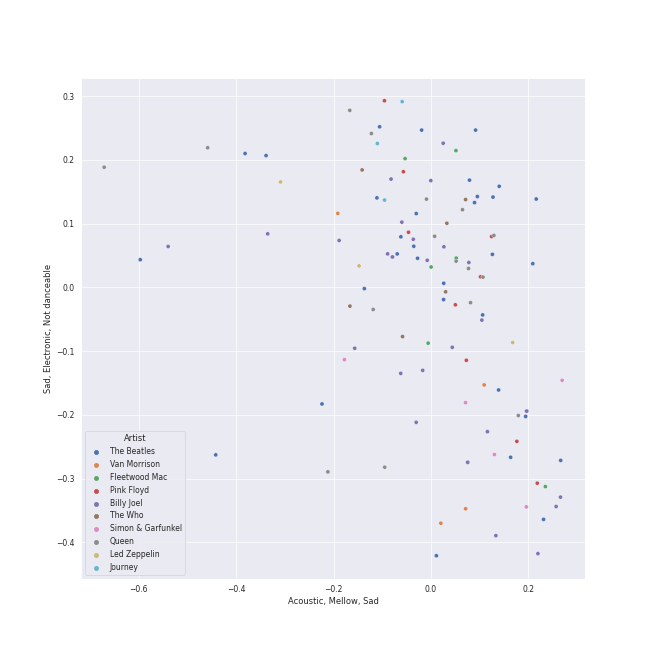 0.3
0.2
0.1
0.0
−0.1
−0.2
−0.3
−0.4
Sad, Electronic, Not danceable
Artist
The Beatles
Van Morrison
Fleetwood Mac
Pink Floyd
Billy Joel
The Who
Simon & Garfunkel
Queen
Led Zeppelin
Journey
−0.6 −0.4 −0.2 0.0 0.2
Acoustic, Mellow, Sad